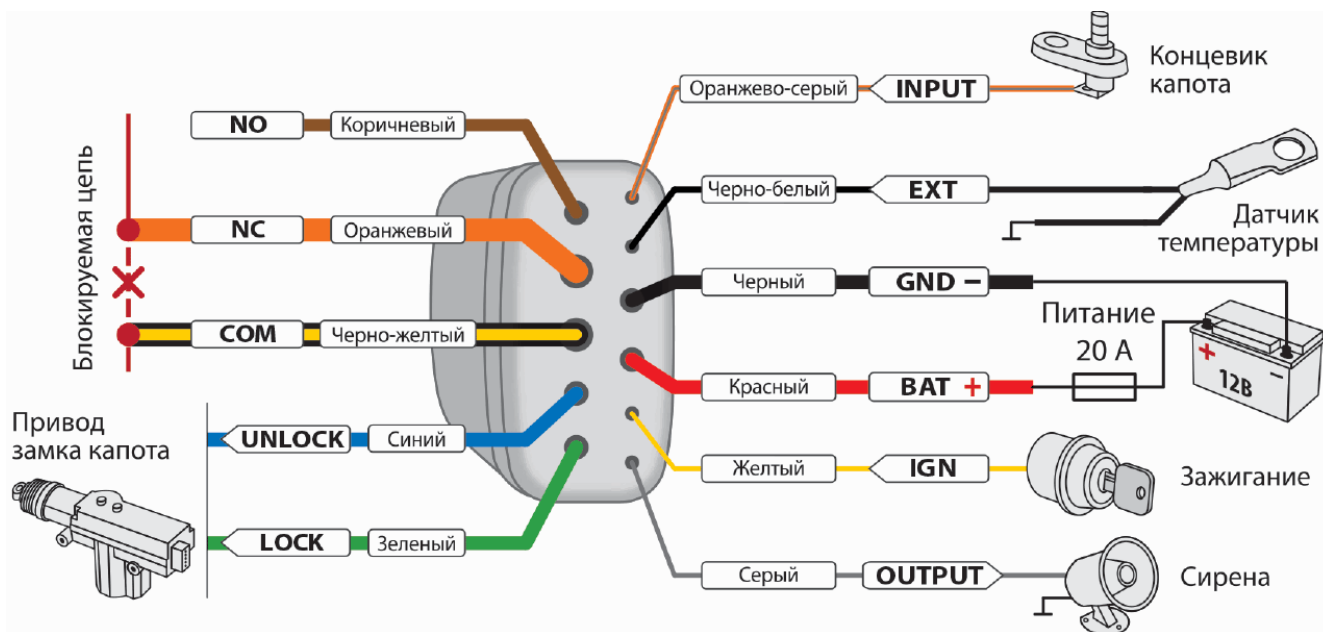 NO
Коричневый
Блокируемая цепь
NC
Оранжевый
COM
Черно-желтый
Привод
замка капота
UNLOCK
Синий
LOCK
Зеленый
Оранжево-серый
INPUT
Концевик
капота
Черно-белый
EXT
Датчик
температуры
Черный
GND –
Питание
20 А
+
–
12В
Красный
BAT +
Желтый
IGN
Зажигание
Серый
OUTPUT
Сирена